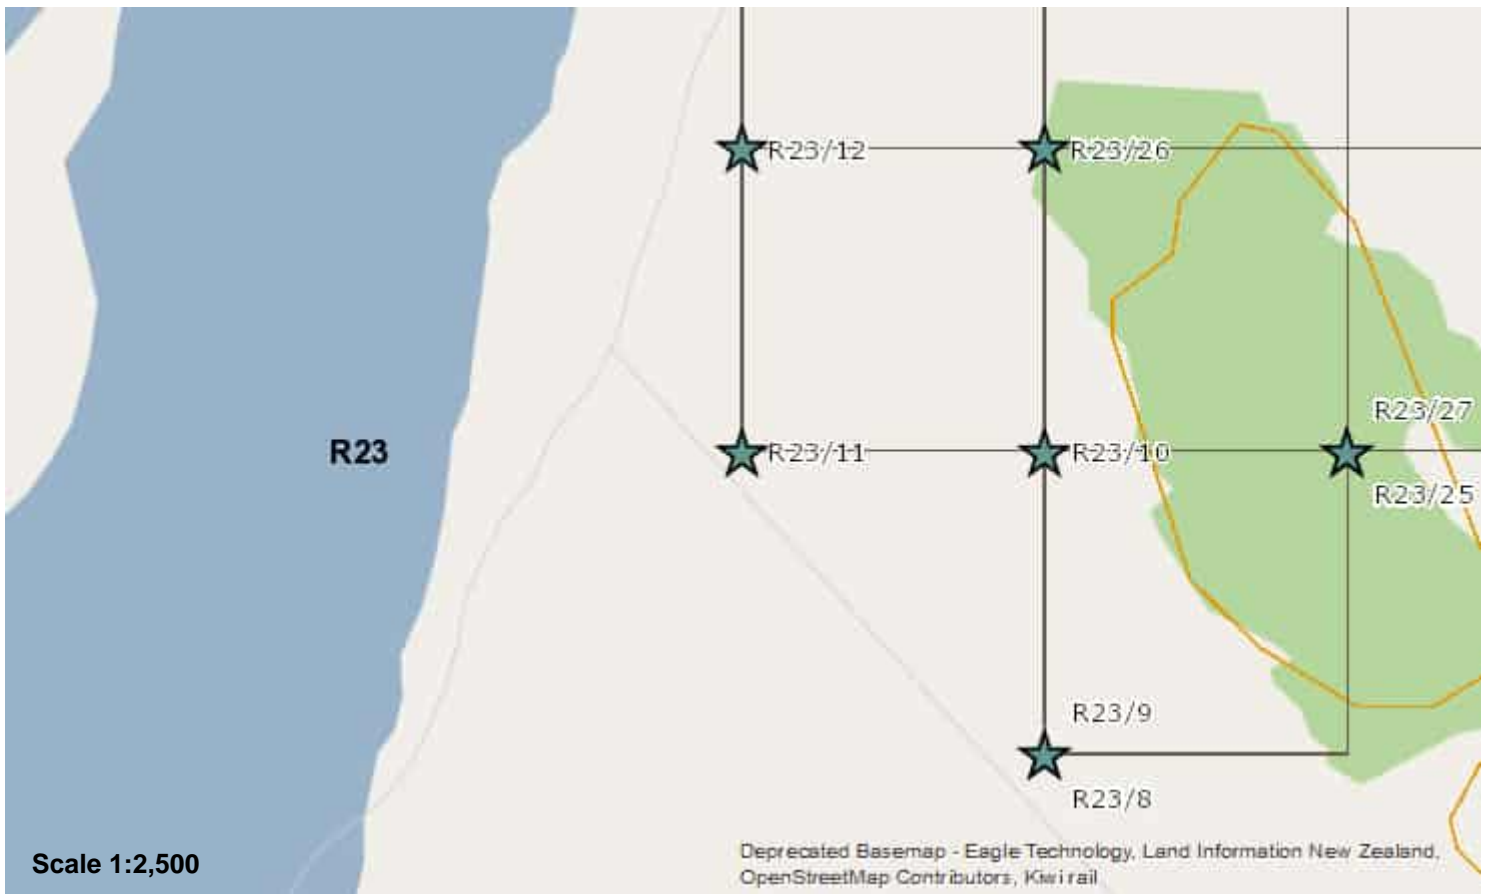 R23/12
R23/26
R23/27
R23
R23/11
R23/10
R23/25
R23/9
R23/8
Scale 1:2,500
Deprecated Basemap - Eagle Technology, Land Information New Zealand,
OpenStreetMap Contributors, Kiwirail